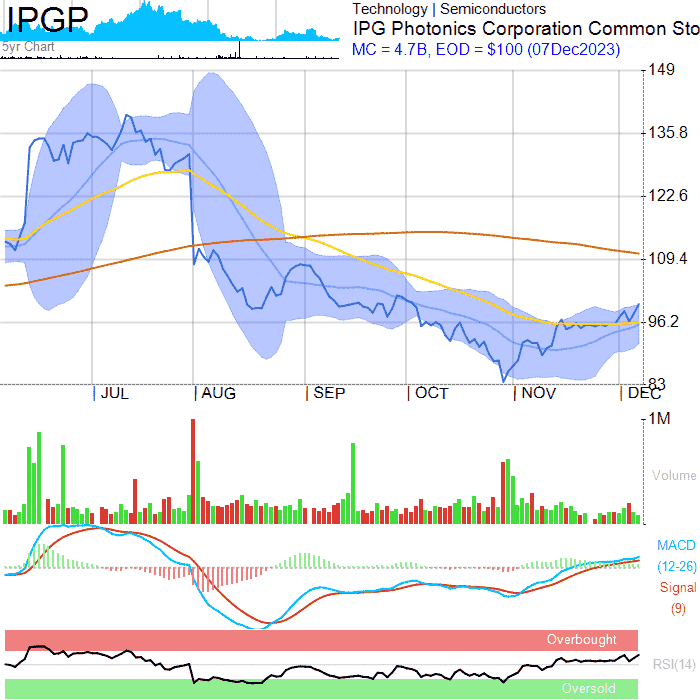 IPGP
5yr Chart
Technology | Semiconductors
IPG Photonics Corporation Common Sto
MC = 4.7B, EOD = $100 (07Dec2023)
149
135.8
122.6
109.4
96.2
83
JUL AUG SEP OCT NOV DEC
1M
Volume
MACD
(12-26)
Signal
(9)
Overbought
RSI(14)
Oversold